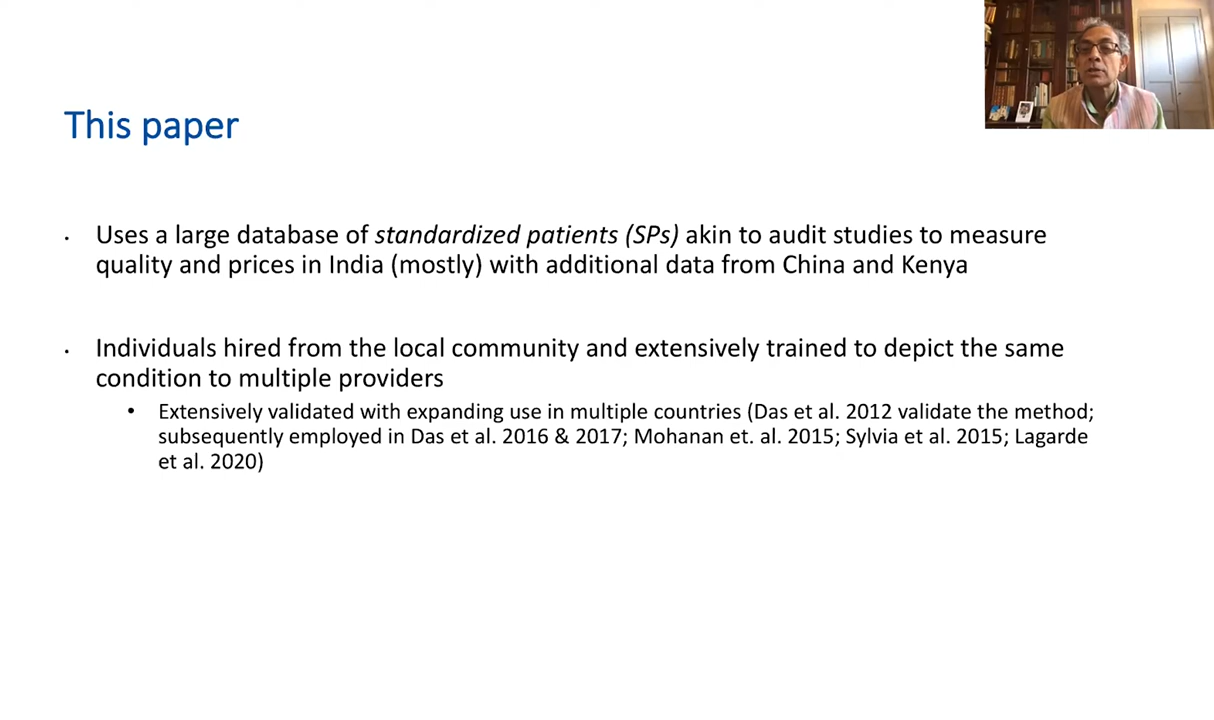 This paper
• Uses a large database of standardized patients (SPs) akin to audit studies to measure
quality and prices in India (mostly) with additional data from China and Kenya
• Individuals hired from the local community and extensively trained to depict the same
condition to multiple providers
• Extensively validated with expanding use in multiple countries (Das et al. 2012 validate the method;
subsequently employed in Das et al. 2016 & 2017; Mohanan et. al. 2015; Sylvia et al. 2015; Lagarde
et al. 2020)